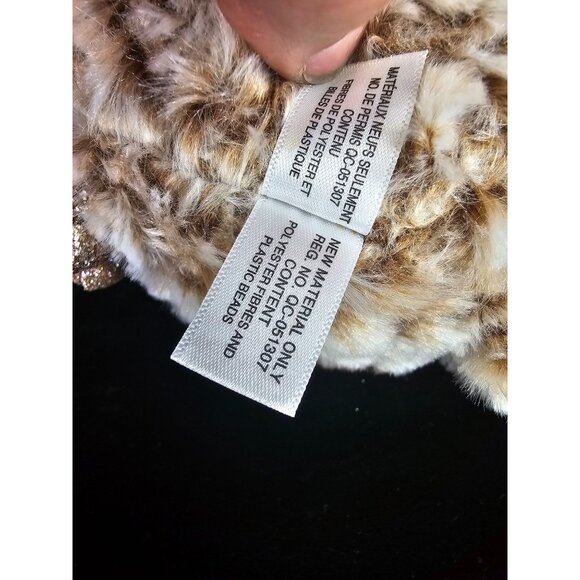 MATÉRIAUX NEUFS SEULEMENT
NO. DE PERMIS QC-051307
CONTENU
FIBRES DE POLYESTER ET
BILLES DE PLASTIQUE
NEW MATERIAL ONLY
REG. NO. QC-051307
CONTENT
POLYESTER FIBRES AND
PLASTIC BEADS